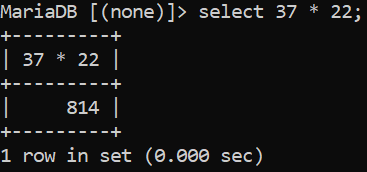 MariaDB [(none)]> select 37 * 22;
+---------+
| 37 * 22 |
+---------+
|     814 |
+---------+
1 row in set (0.000 sec)